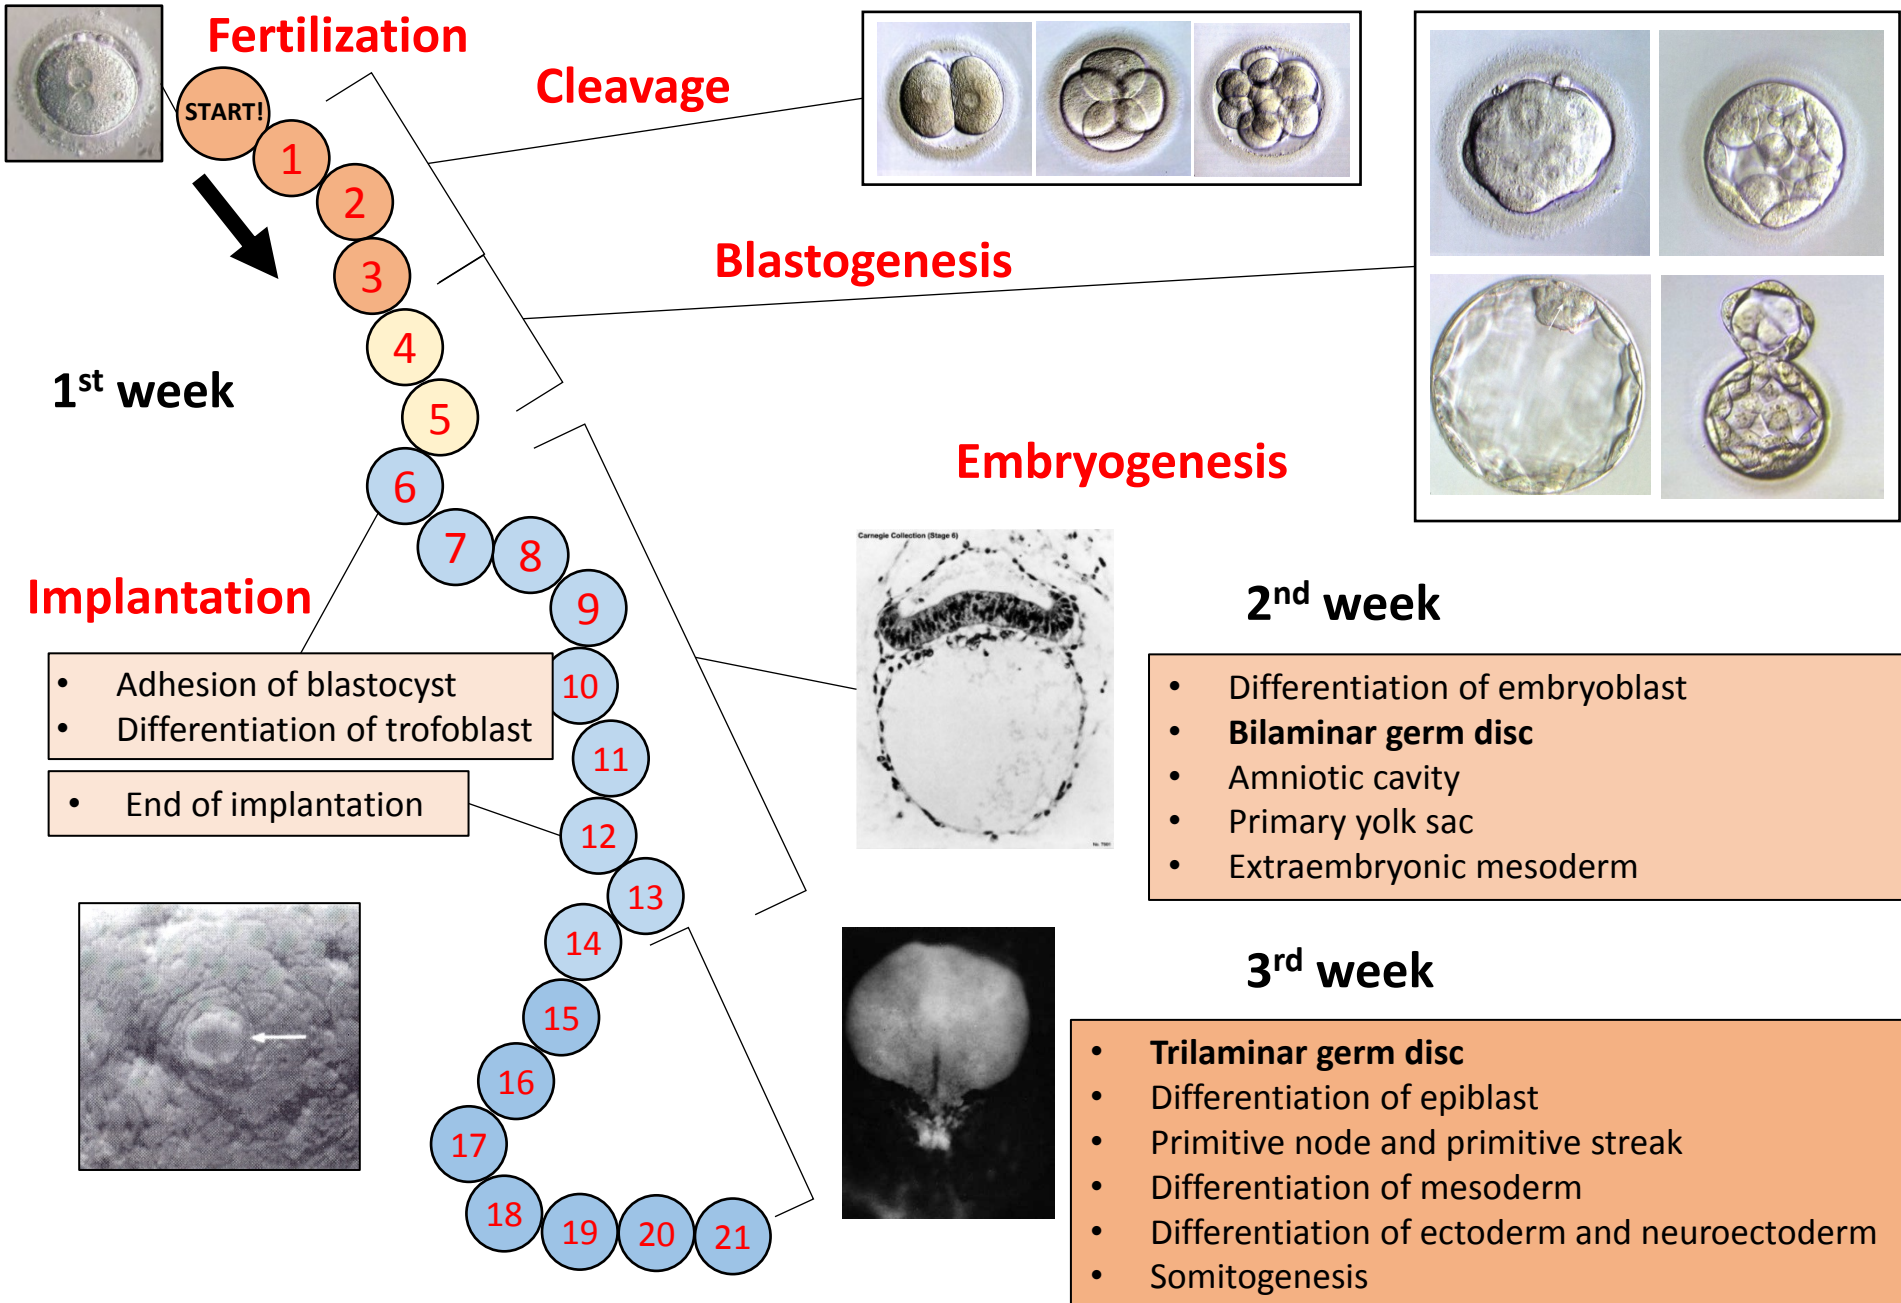 Fertilization
START!
1
2
3
4
5
6
7
8
9
10
11
12
13
14
15
16
17
18
19
20
21
Cleavage
Blastogenesis
1st week
Embryogenesis
Implantation
• Adhesion of blastocyst
• Differentiation of trofoblast
• End of implantation
Carnegie Collection (Stage 6)
2nd week
• Differentiation of embryoblast
• Bilaminar germ disc
• Amniotic cavity
• Primary yolk sac
• Extraembryonic mesoderm
3rd week
• Trilaminar germ disc
• Differentiation of epiblast
• Primitive node and primitive streak
• Differentiation of mesoderm
• Differentiation of ectoderm and neuroectoderm
• Somitogenesis